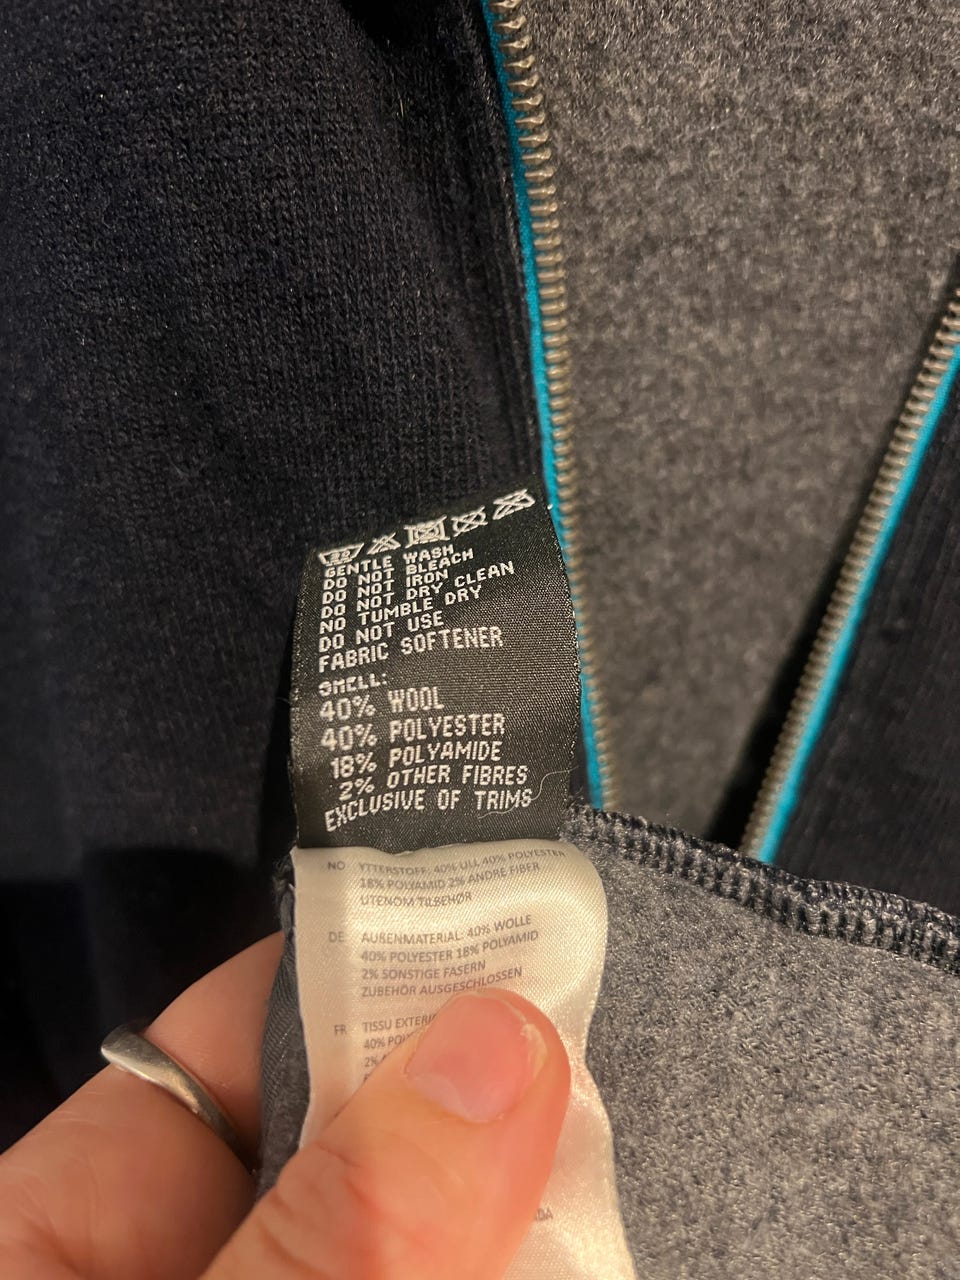 30
GENTLE WASH
DO NOT BLEACH
DO NOT IRON
DO NOT DRY CLEAN
NO TUMBLE DRY
DO NOT USE
FABRIC SOFTENER
SHELL:
40% WOOL
40% POLYESTER
18% POLYAMIDE
2% OTHER FIBRES
EXCLUSIVE OF TRIMS
NO YTTERSTOFF: 40% ULL 40% POLYESTER
18% POLYAMID 2% ANDRE FIBER
UTENOM TILBEHØR
DE AUßENMATERIAL: 40% WOLLE
40% POLYESTER 18% POLYAMID
2% SONSTIGE FASERN
ZUBEHÖR AUSGESCHLOSSEN
FR TISSU
40%
2%